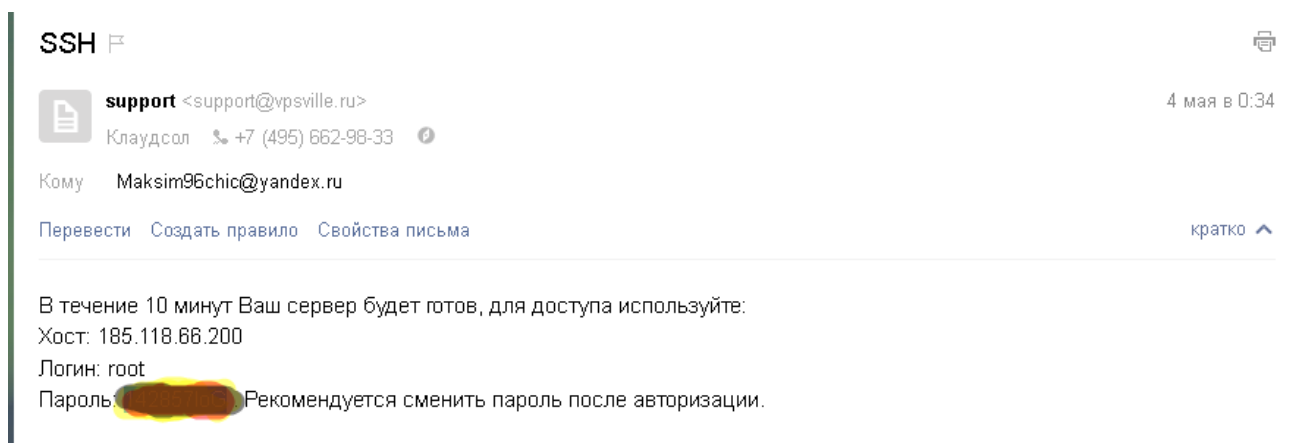 SSH
support <support@vpsville.ru>
4 мая в 0:34
Клаудсол +7 (495) 662-98-33
Кому Maksim96chic@yandex.ru
Перевести Создать правило Свойства письма
кратко
В течение 10 минут Ваш сервер будет готов, для доступа используйте:
Хост: 185.118.66.200
Логин: root
Пароль: Рекомендуется сменить пароль после авторизации.